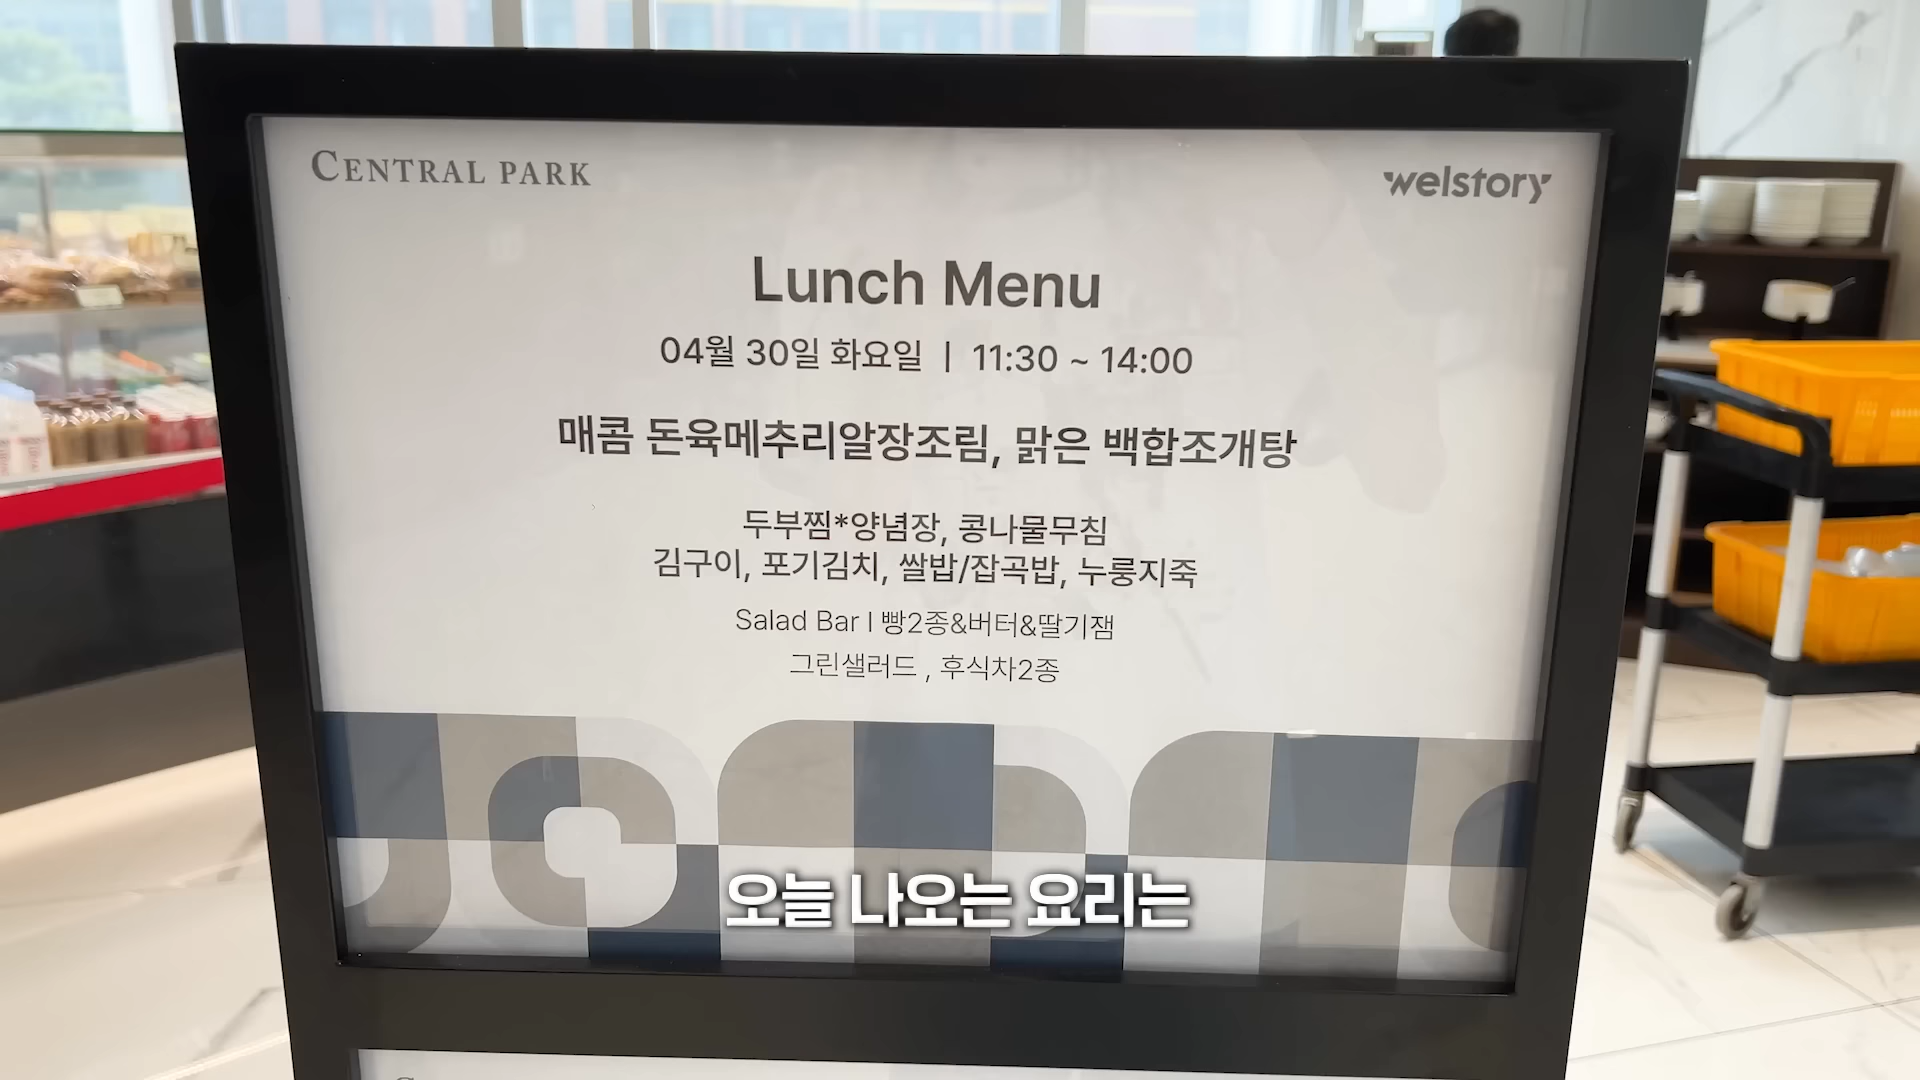 CENTRAL PARK
welstory
Lunch Menu
04월 30일 화요일 | 11:30 ~ 14:00
매콤 돈육메추리알장조림, 맑은 백합조개탕
두부찜*양념장, 콩나물무침
김구이, 포기김치, 쌀밥/잡곡밥, 누룽지죽
Salad Bar I 빵2종&버터&딸기잼
그린샐러드 , 후식차2종
오늘 나오는 요리는